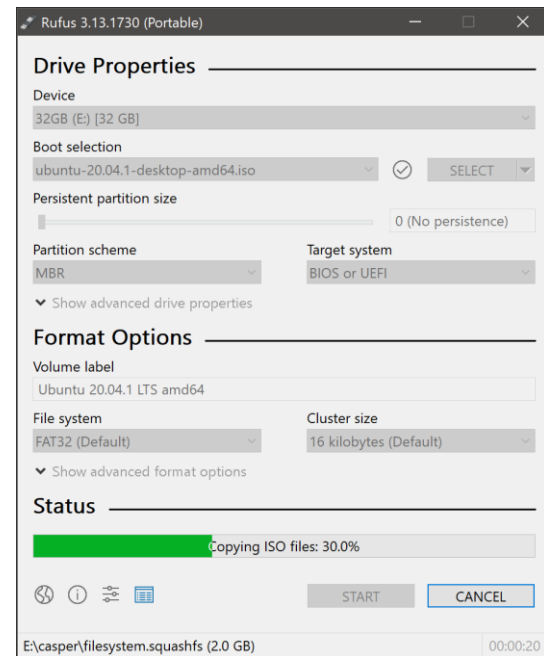 Rufus 3.13.1730 (Portable)
Drive Properties
Device
32GB (E:) [32 GB]
Boot selection
ubuntu-20.04.1-desktop-amd64.iso
SELECT
Persistent partition size
0 (No persistence)
Partition scheme
Target system
MBR
BIOS or UEFI
Show advanced drive properties
Format Options
Volume label
Ubuntu 20.04.1 LTS amd64
File system
Cluster size
FAT32 (Default)
16 kilobytes (Default)
Show advanced format options
Status
Copying ISO files: 30.0%
START
CANCEL
E:\casper\filesystem.squashfs (2.0 GB)
00:00:20